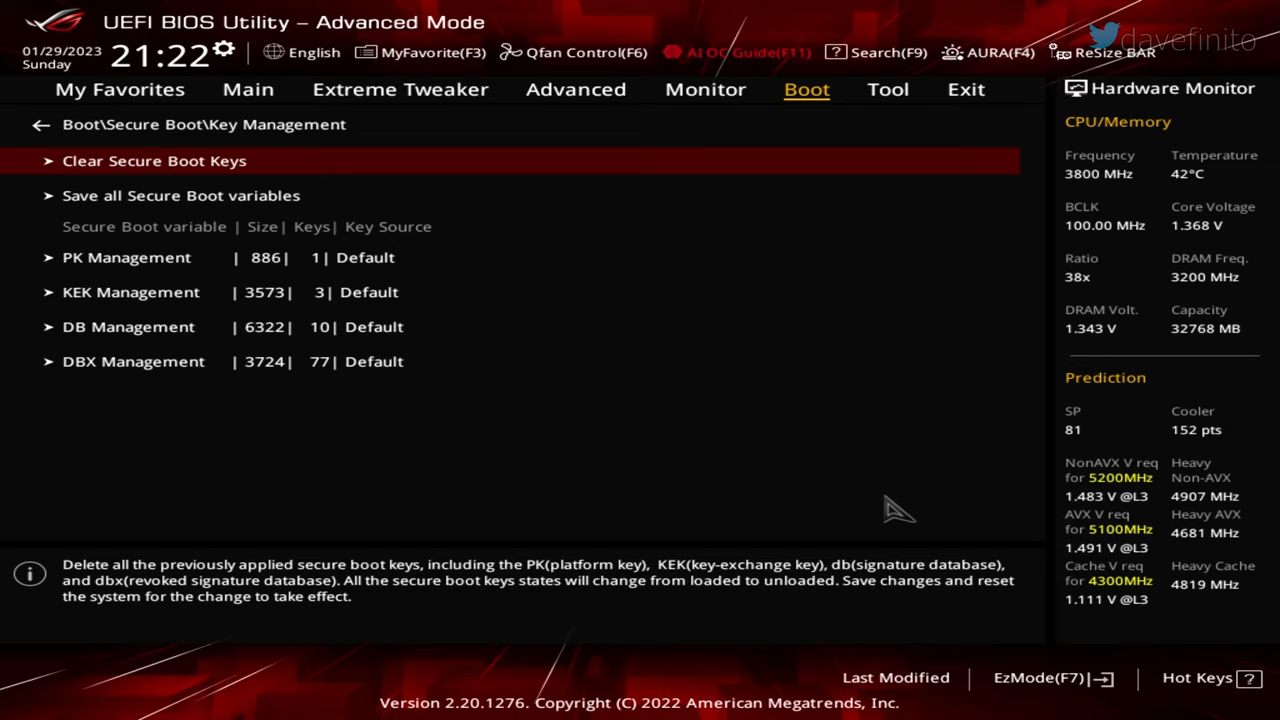 UEFI BIOS Utility – Advanced Mode
davefinito
01/29/2023
Sunday
21:22
English
MyFavorite(F3)
Qfan Control(F6)
AI OC Guide(F11)
? Search(F9)
AURA(F4)
ReSize BAR
My Favorites Main Extreme Tweaker Advanced Monitor Boot Tool Exit
Boot\Secure Boot\Key Management
Clear Secure Boot Keys
Save all Secure Boot variables
Secure Boot variable | Size| Keys| Key Source
PK Management | 886| 1| Default
KEK Management | 3573| 3| Default
DB Management | 6322| 10| Default
DBX Management | 3724| 77| Default
Delete all the previously applied secure boot keys, including the PK(platform key), KEK(key-exchange key), db(signature database),
and dbx(revoked signature database). All the secure boot keys states will change from loaded to unloaded. Save changes and reset
the system for the change to take effect.
Hardware Monitor
CPU/Memory
Frequency Temperature
3800 MHz 42°C
BCLK Core Voltage
100.00 MHz 1.368 V
Ratio DRAM Freq.
38x 3200 MHz
DRAM Volt. Capacity
1.343 V 32768 MB
Prediction
SP Cooler
81 152 pts
NonAVX V req Heavy
for 5200MHz Non-AVX
1.483 V @L3 4907 MHz
AVX V req Heavy AVX
for 5100MHz 4681 MHz
1.491 V @L3
Cache V req Heavy Cache
for 4300MHz 4819 MHz
1.111 V @L3
Last Modified
EzMode(F7)
Hot Keys ?
Version 2.20.1276. Copyright (C) 2022 American Megatrends, Inc.